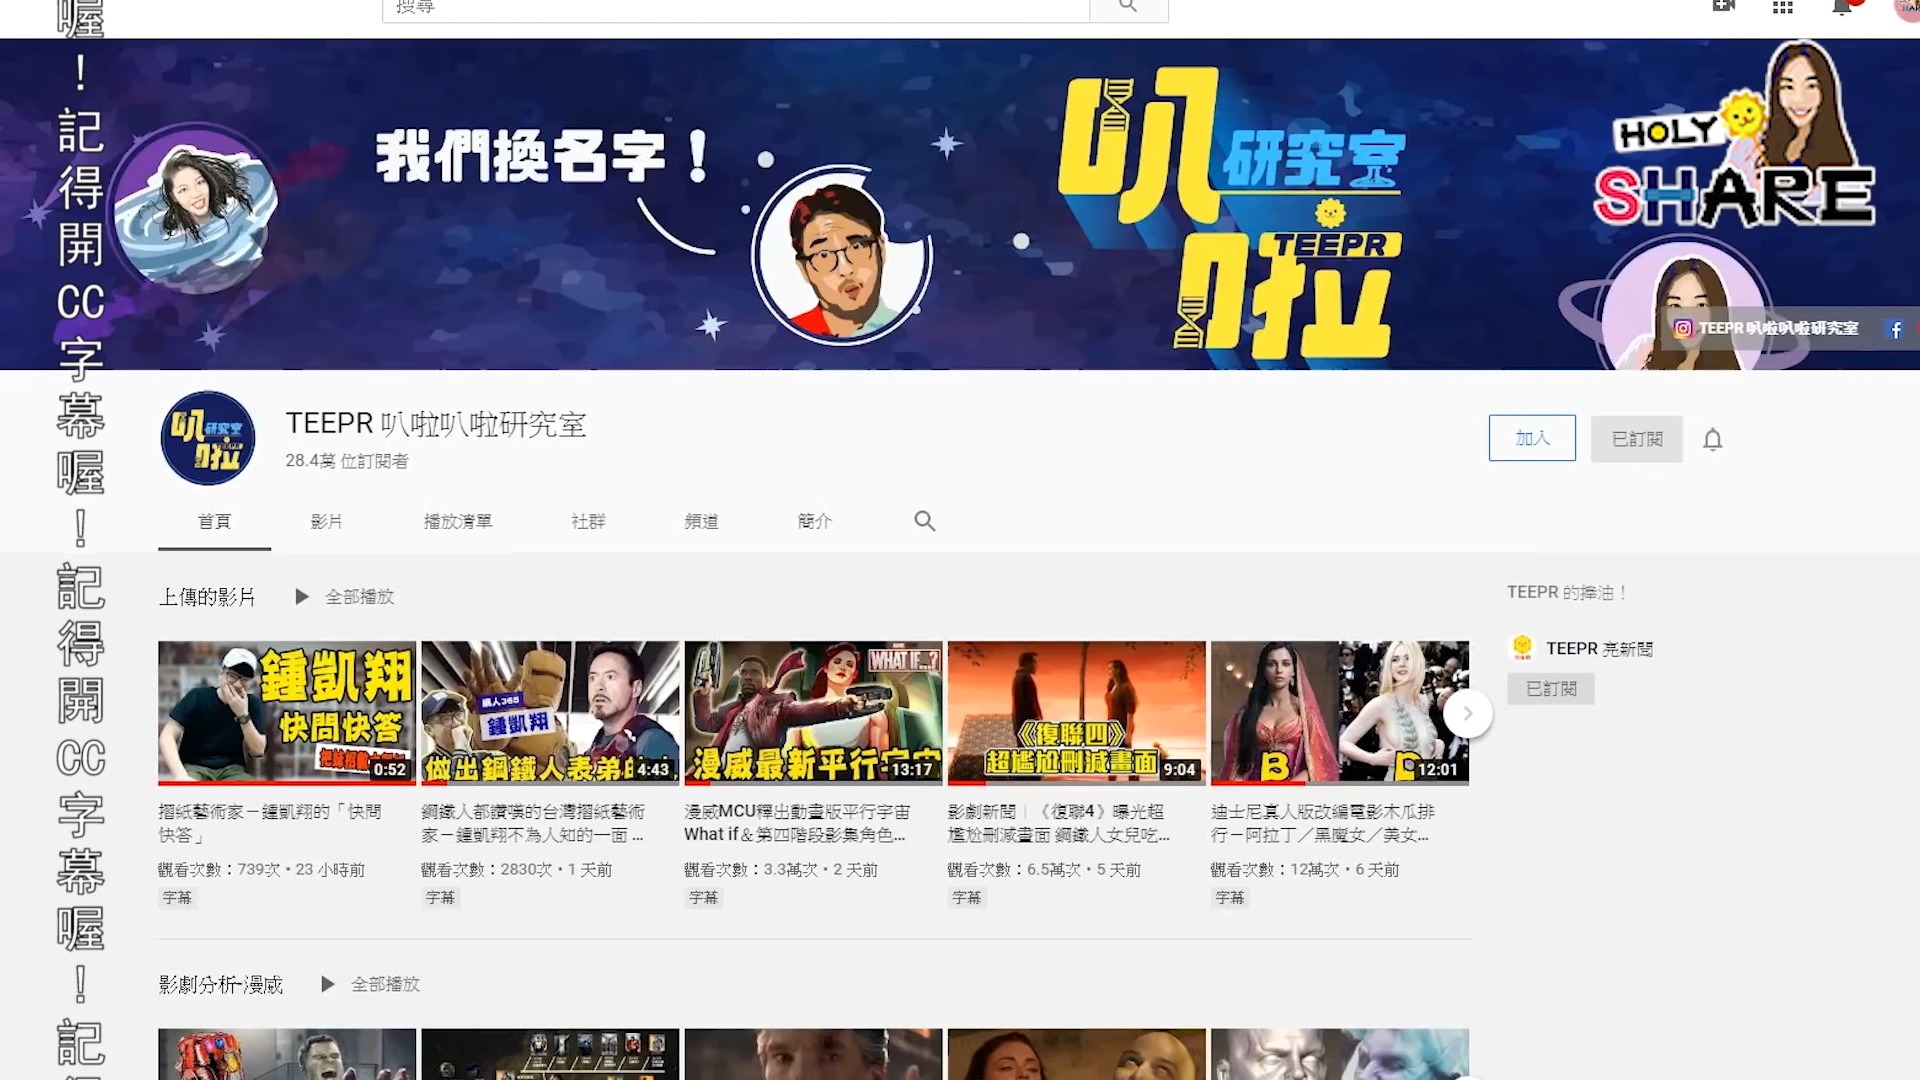 搜尋
喔！記得開CC字幕喔！記得開CC字幕喔！記
我們換名字！
叭啦
研究室
TEEPR
HOLY
SHARE
TEEPR 叭啦叭啦研究室
叭啦
研究室
TEEPR 叭啦叭啦研究室
28.4萬 位訂閱者
加入
已訂閱
首頁
影片
播放清單
社群
頻道
簡介
上傳的影片
全部播放
TEEPR 的擇油！
TEEPR 亮新聞
已訂閱
鍾凱翔
快問快答
0:52
鍾凱翔
做出鋼鐵人表弟的
4:43
WHAT IF...?
漫威最新平行宇宙
13:17
《復聯四》
超尷尬刪減畫面
9:04
B
12:01
摺紙藝術家－鍾凱翔的「快問
快答」
觀看次數：739次・23 小時前
字幕
鋼鐵人都讚嘆的台灣摺紙藝術
家－鍾凱翔不為人知的一面 ...
觀看次數：2830次・1 天前
字幕
漫威MCU釋出動畫版平行宇宙
What if＆第四階段影集角色...
觀看次數：3.3萬次・2 天前
字幕
影劇新聞｜《復聯4》曝光超
尷尬刪減畫面 鋼鐵人女兒吃...
觀看次數：6.5萬次・5 天前
字幕
迪士尼真人版改編電影木瓜排
行－阿拉丁／黑魔女／美女...
觀看次數：12萬次・6 天前
字幕
影劇分析-漫威
全部播放